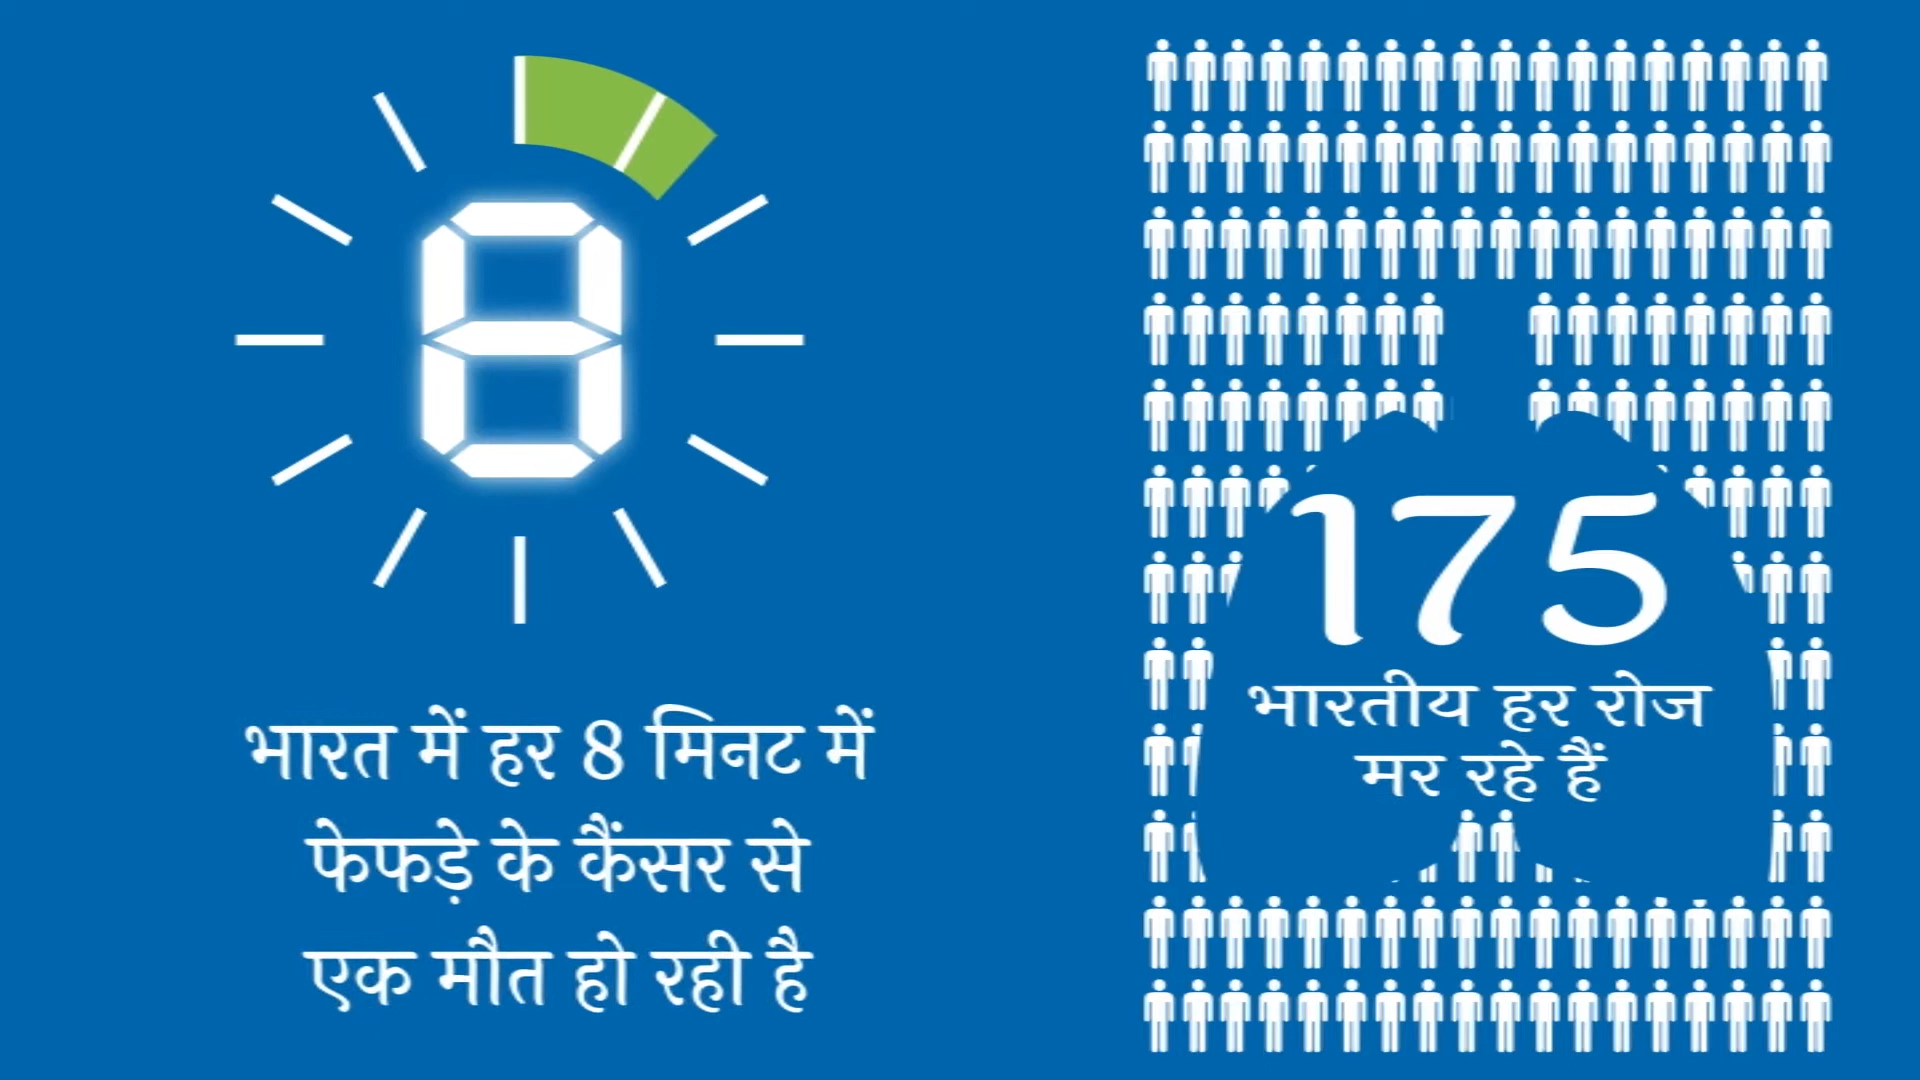 8
भारत में हर 8 मिनट में
फेफड़े के कैंसर से
एक मौत हो रही है
175
भारतीय हर रोज
मर रहे हैं